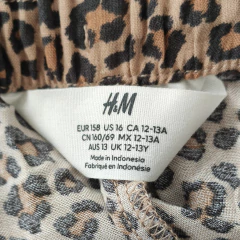 H&M
EUR 158 US 16 CA 12-13A
CN 160/69 MX 12-13A
AUS 13 UK 12-13Y
Made in Indonesia
Fabriqué en Indonésie